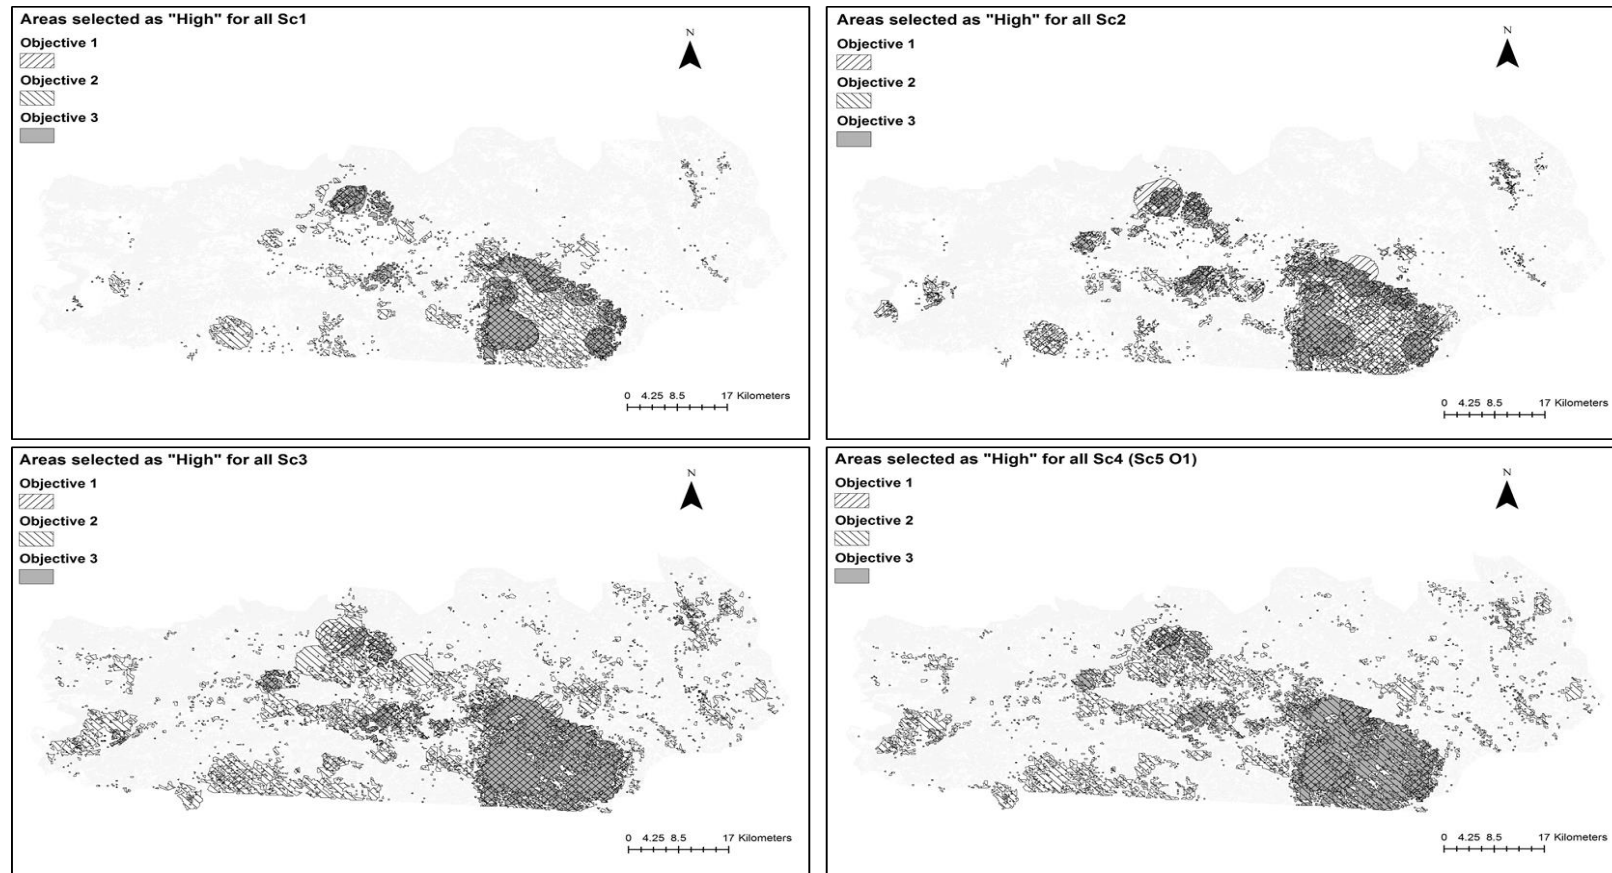 Areas selected as "High" for all Sc1
Objective 1
Objective 2
Objective 3
N
0 4.25 8.5 17 Kilometers
Areas selected as "High" for all Sc2
Objective 1
Objective 2
Objective 3
N
0 4.25 8.5 17 Kilometers
Areas selected as "High" for all Sc3
Objective 1
Objective 2
Objective 3
N
0 4.25 8.5 17 Kilometers
Areas selected as "High" for all Sc4 (Sc5 O1)
Objective 1
Objective 2
Objective 3
N
0 4.25 8.5 17 Kilometers